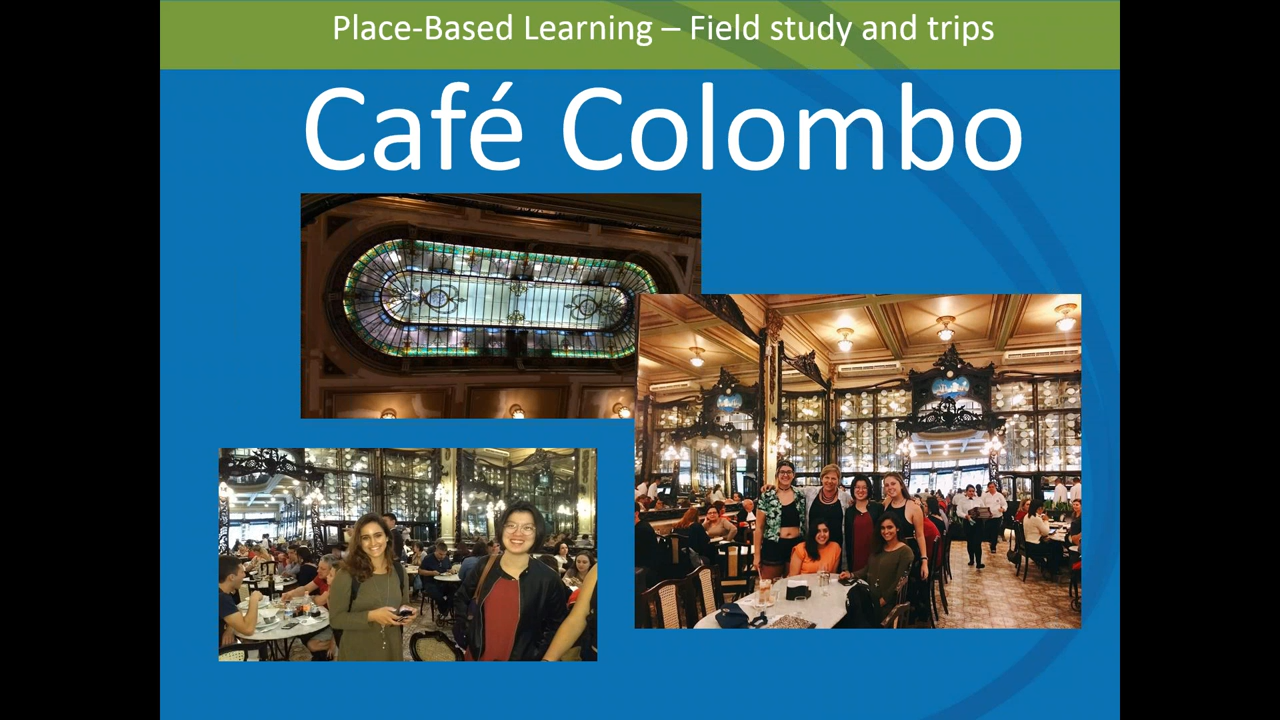 Place-Based Learning – Field study and trips
Café Colombo